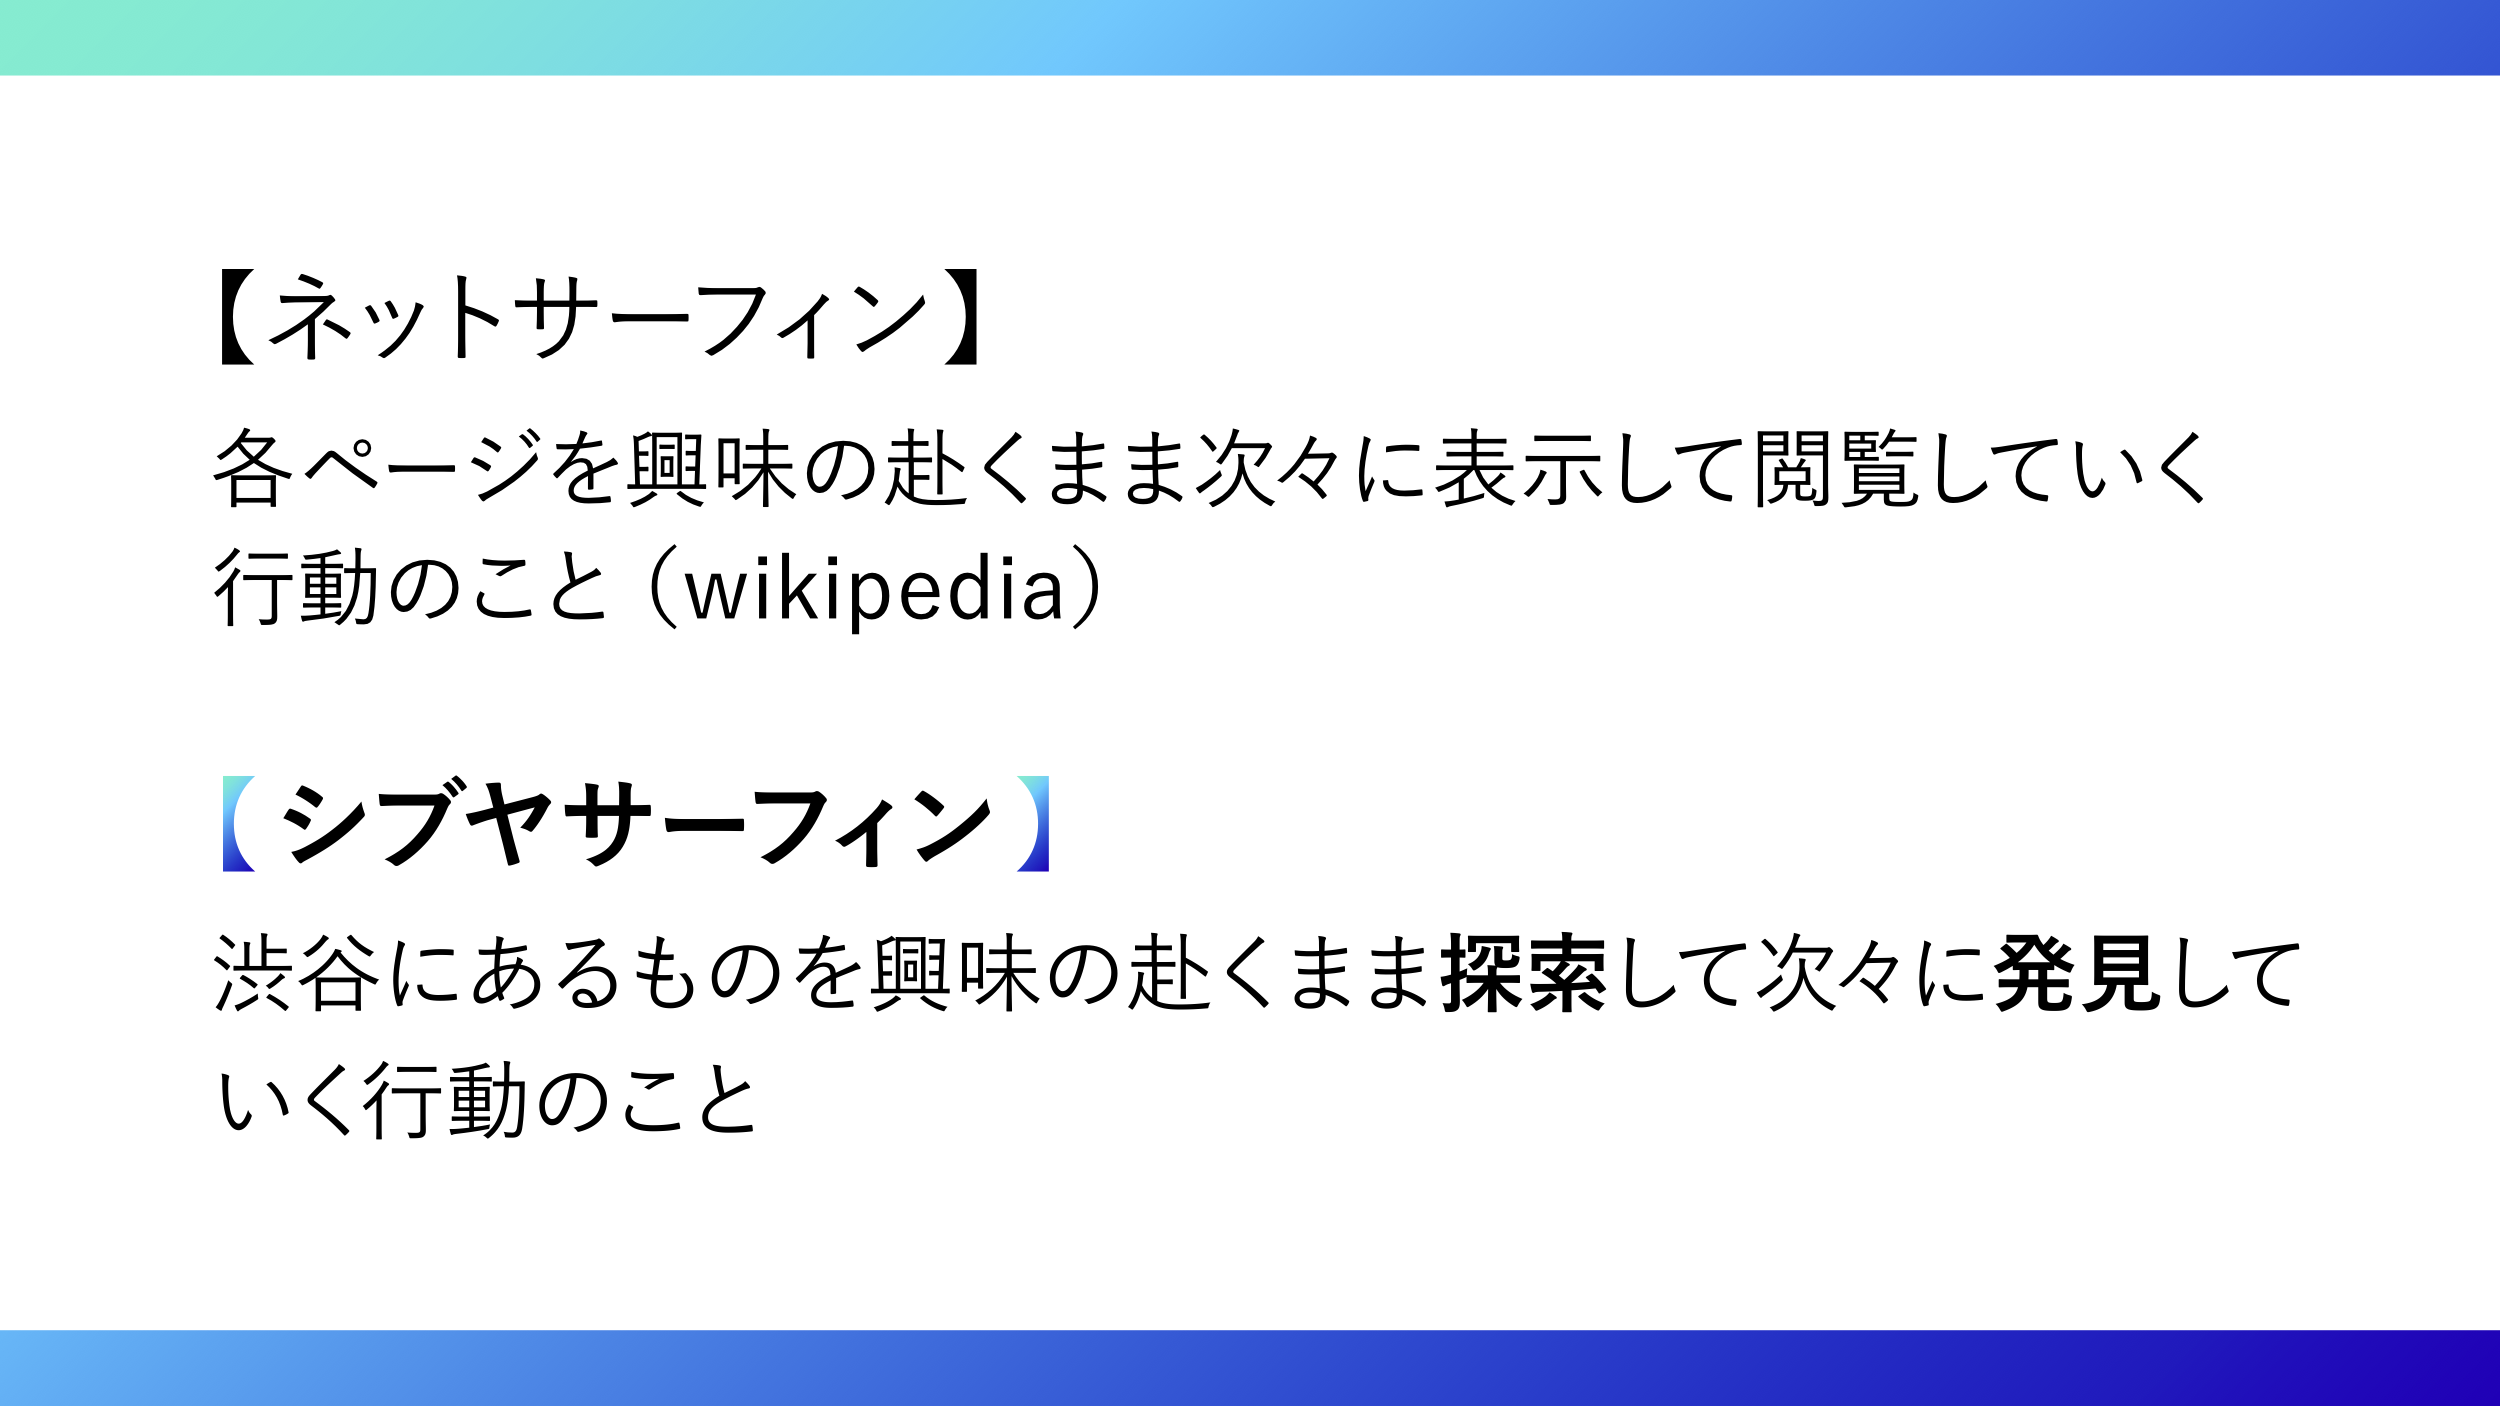 【ネットサーフィン】
各ページを興味の赴くままに次々に表示して閲覧していく
行動のこと（wikipedia）
【シブヤサーフィン】
渋谷にあるものを興味の赴くままに探索して次々に発見して
いく行動のこと